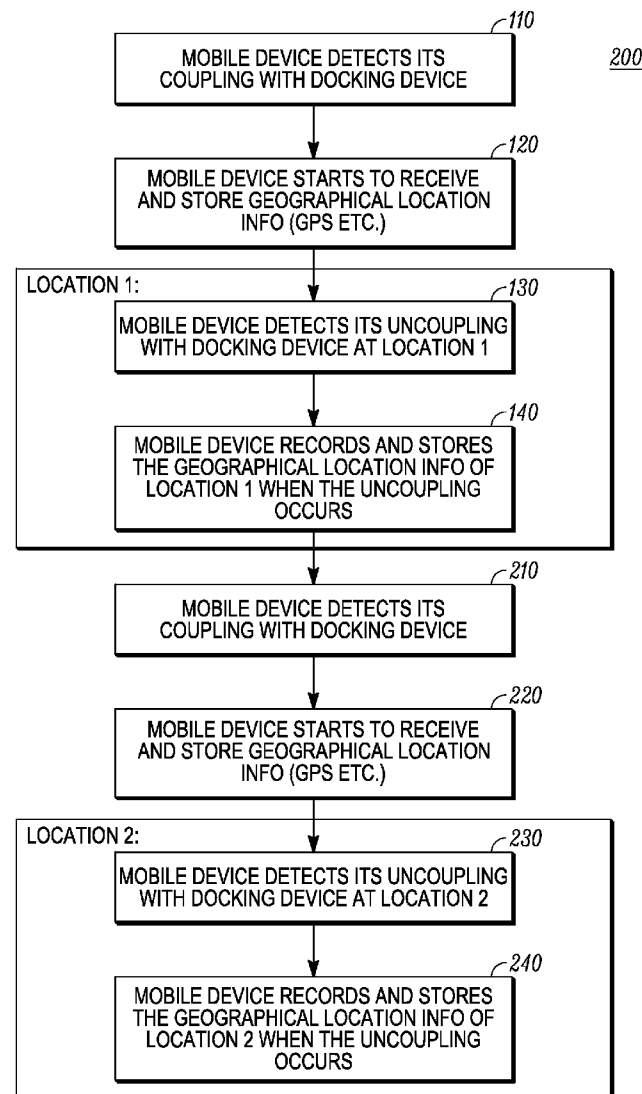 110
MOBILE DEVICE DETECTS ITS
COUPLING WITH DOCKING DEVICE
200
120
MOBILE DEVICE STARTS TO RECEIVE
AND STORE GEOGRAPHICAL LOCATION
INFO (GPS ETC.)
LOCATION 1:
130
MOBILE DEVICE DETECTS ITS UNCOUPLING
WITH DOCKING DEVICE AT LOCATION 1
140
MOBILE DEVICE RECORDS AND STORES
THE GEOGRAPHICAL LOCATION INFO OF
LOCATION 1 WHEN THE UNCOUPLING
OCCURS
210
MOBILE DEVICE DETECTS ITS
COUPLING WITH DOCKING DEVICE
220
MOBILE DEVICE STARTS TO RECEIVE
AND STORE GEOGRAPHICAL LOCATION
INFO (GPS ETC.)
LOCATION 2:
230
MOBILE DEVICE DETECTS ITS UNCOUPLING
WITH DOCKING DEVICE AT LOCATION 2
240
MOBILE DEVICE RECORDS AND STORES
THE GEOGRAPHICAL LOCATION INFO OF
LOCATION 2 WHEN THE UNCOUPLING
OCCURS